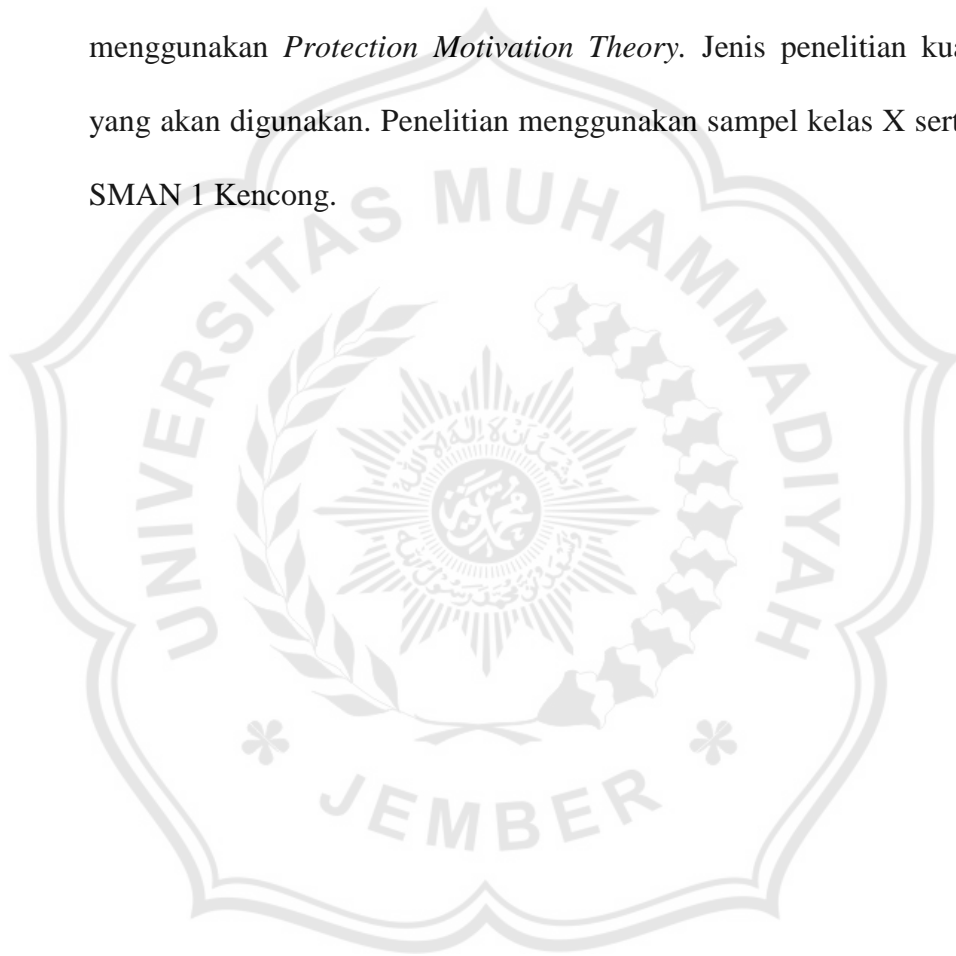 menggunakan Protection Motivation Theory. Jenis penelitian kua
yang akan digunakan. Penelitian menggunakan sampel kelas X sert
SMAN 1 Kencong.
UNIVERSITAS MUHAMMADIYAH
JEMBER